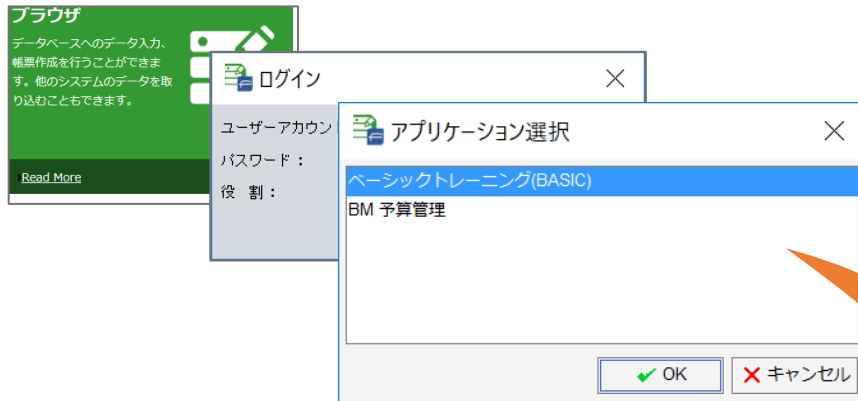 ブラウザ
データベースへのデータ入力、
帳票作成を行うことができま
す。他のシステムのデータを取
り込むこともできます。
Read More
ログイン
ユーザーアカウント
パスワード：
役 割：
アプリケーション選択
ベーシックトレーニング(BASIC)
BM 予算管理
OK
キャンセル